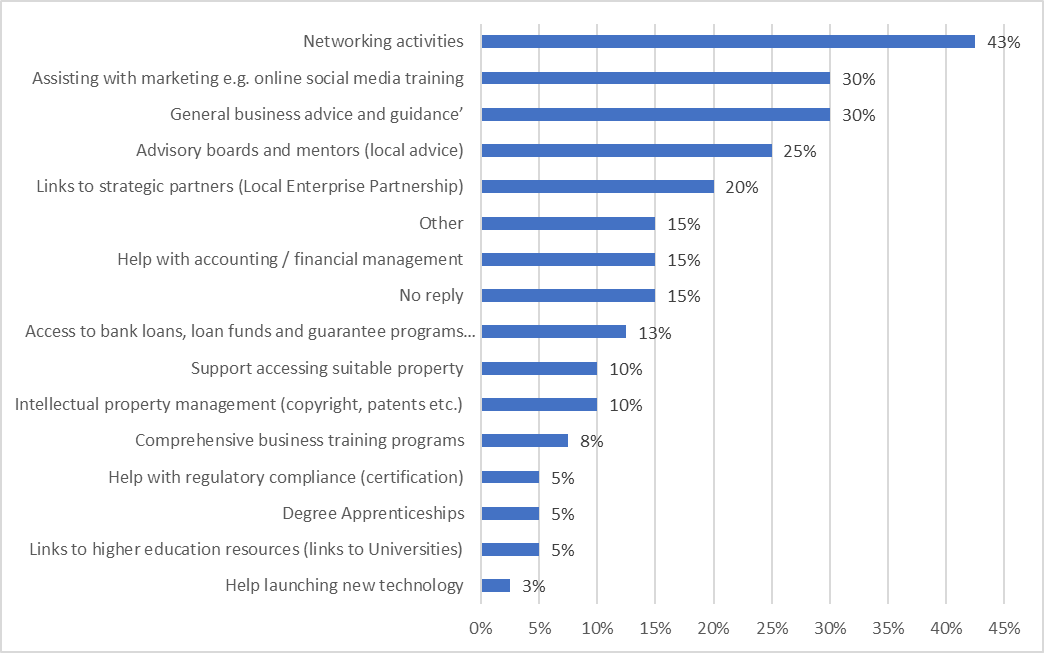 Networking activities 43%
Assisting with marketing e.g. online social media training 30%
General business advice and guidance’ 30%
Advisory boards and mentors (local advice) 25%
Links to strategic partners (Local Enterprise Partnership) 20%
Other 15%
Help with accounting / financial management 15%
No reply 15%
Access to bank loans, loan funds and guarantee programs... 13%
Support accessing suitable property 10%
Intellectual property management (copyright, patents etc.) 10%
Comprehensive business training programs 8%
Help with regulatory compliance (certification) 5%
Degree Apprenticeships 5%
Links to higher education resources (links to Universities) 5%
Help launching new technology 3%
0% 5% 10% 15% 20% 25% 30% 35% 40% 45%